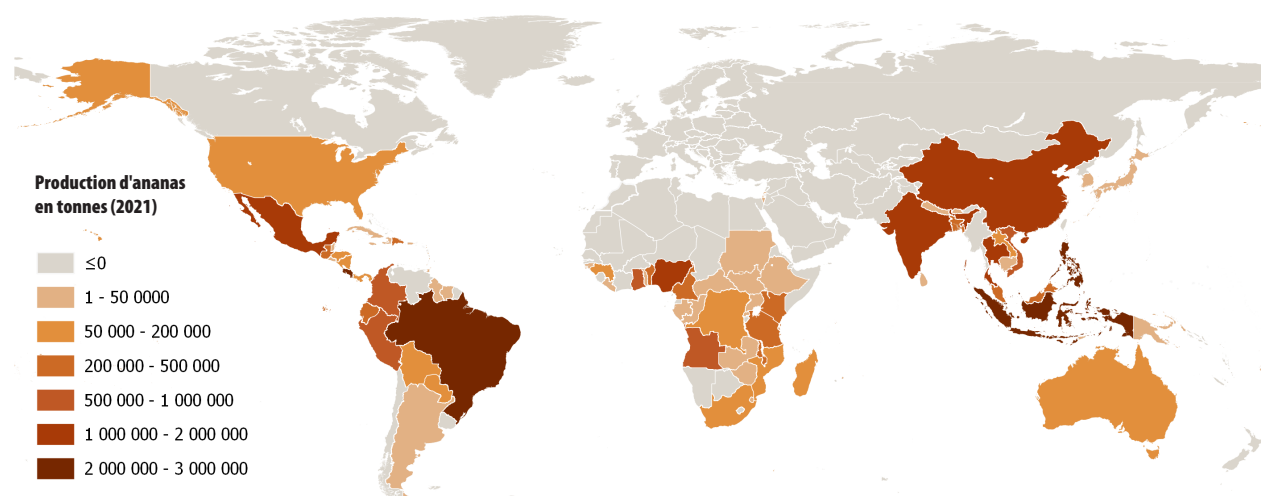 Production d'ananas
en tonnes (2021)
≤0
1 - 50 0000
50 000 - 200 000
200 000 - 500 000
500 000 - 1 000 000
1 000 000 - 2 000 000
2 000 000 - 3 000 000